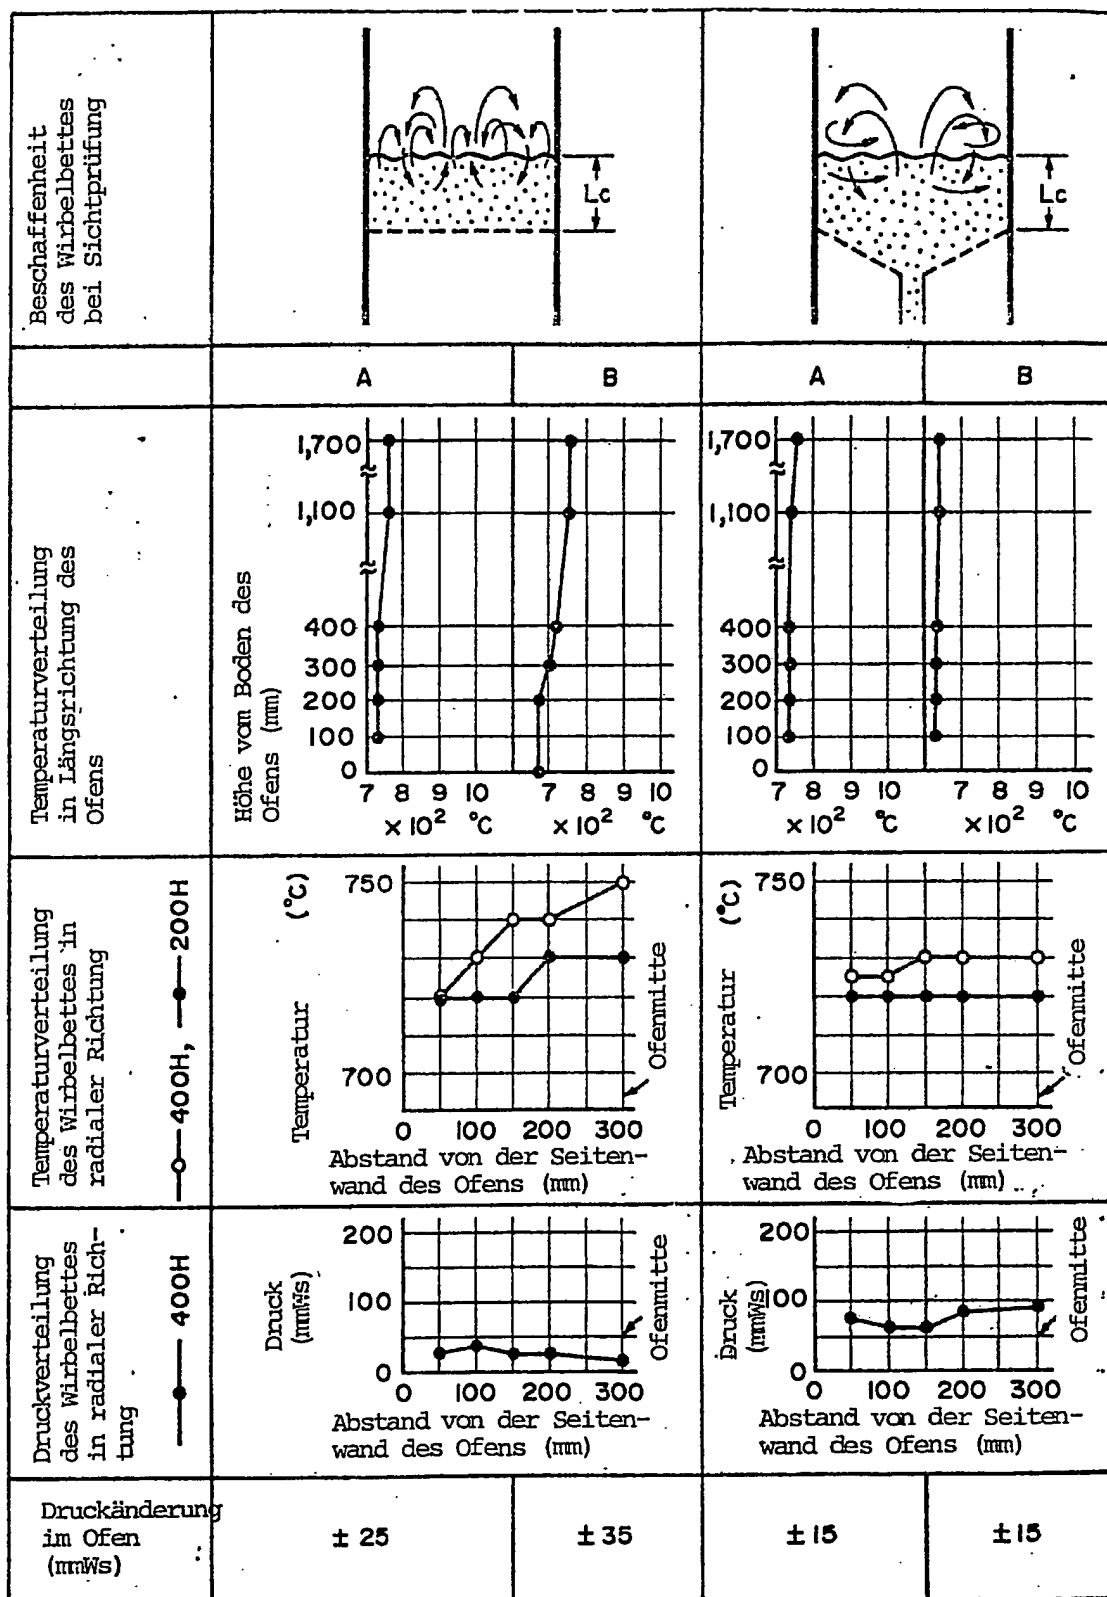 Beschaffenheit
des Wirbelbettes
bei Sichtprüfung
Lc
Lc
A
B
A
B
Temperaturverteilung
in Längsrichtung des
Ofens
Höhe vom Boden des
Ofens (mm)
1,700
1,100
400
300
200
100
0
7 8 9 10
×10² °C
7 8 9 10
×10² °C
1,700
1,100
400
300
200
100
0
7 8 9 10
×10² °C
7 8 9 10
×10² °C
Temperaturverteilung
des Wirbelbettes in
radialer Richtung
400H, 200H
Temperatur (°C)
750
700
0 100 200 300
Ofenmitte
Abstand von der Seiten-
wand des Ofens (mm)
Temperatur (°C)
750
700
0 100 200 300
Ofenmitte
Abstand von der Seiten-
wand des Ofens (mm)
Druckverteilung
des Wirbelbettes
in radialer Rich-
tung
400H
Druck
(mmWs)
200
100
0
0 100 200 300
Ofenmitte
Abstand von der Seiten-
wand des Ofens (mm)
Druck
(mmWs)
200
100
0
0 100 200 300
Ofenmitte
Abstand von der Seiten-
wand des Ofens (mm)
Druckänderung
im Ofen
(mmWs)
± 25
± 35
± 15
± 15